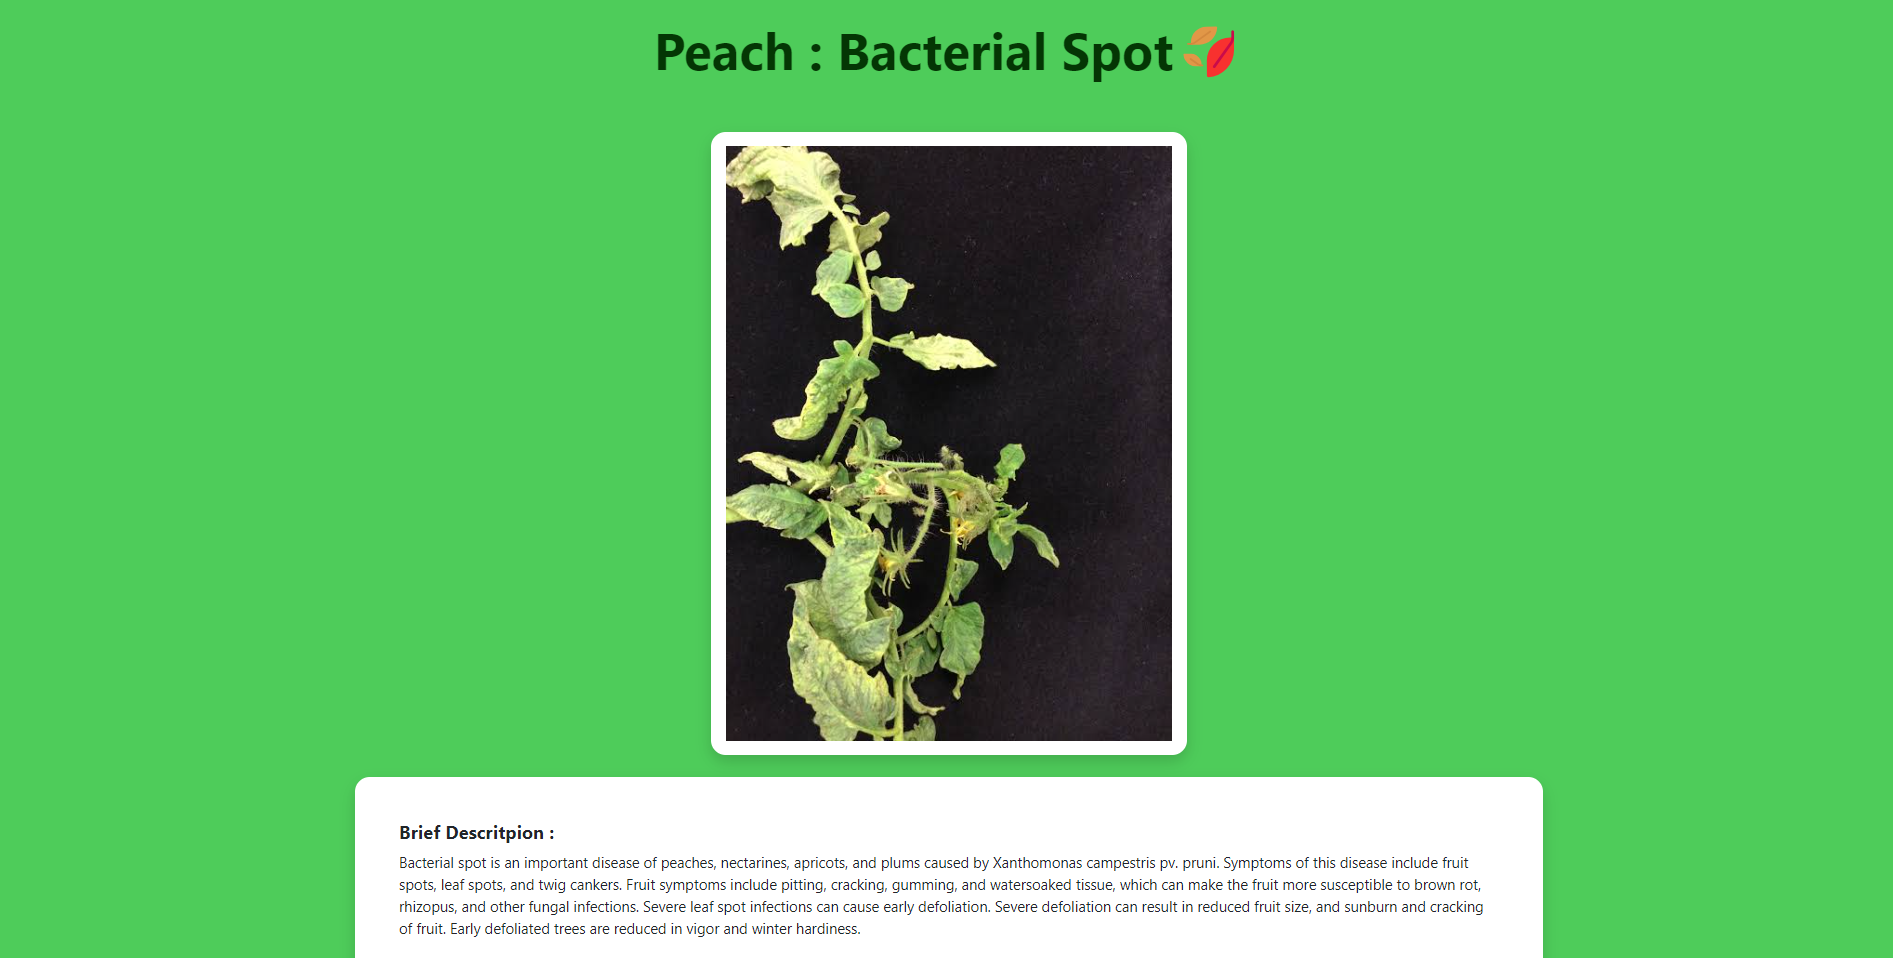 Peach : Bacterial Spot
Brief Descritpion :
Bacterial spot is an important disease of peaches, nectarines, apricots, and plums caused by Xanthomonas campestris pv. pruni. Symptoms of this disease include fruit
spots, leaf spots, and twig cankers. Fruit symptoms include pitting, cracking, gumming, and watersoaked tissue, which can make the fruit more susceptible to brown rot,
rhizopus, and other fungal infections. Severe leaf spot infections can cause early defoliation. Severe defoliation can result in reduced fruit size, and sunburn and cracking
of fruit. Early defoliated trees are reduced in vigor and winter hardiness.